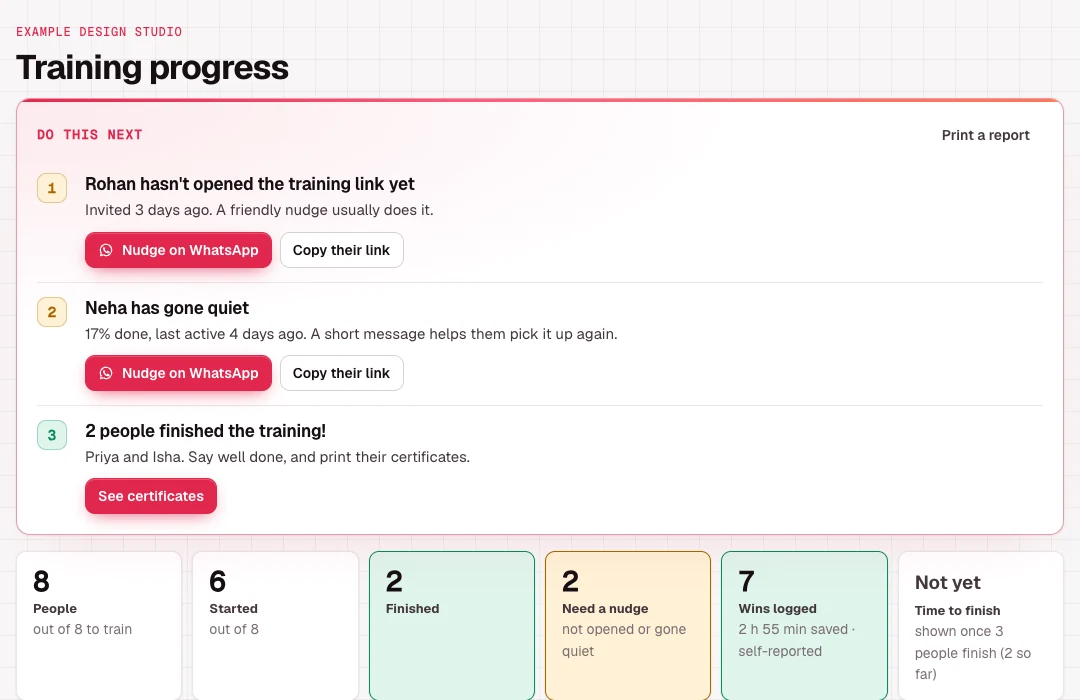 EXAMPLE DESIGN STUDIO
Training progress
DO THIS NEXT
Print a report
1
Rohan hasn't opened the training link yet
Invited 3 days ago. A friendly nudge usually does it.
Nudge on WhatsApp
Copy their link
2
Neha has gone quiet
17% done, last active 4 days ago. A short message helps them pick it up again.
Nudge on WhatsApp
Copy their link
3
2 people finished the training!
Priya and Isha. Say well done, and print their certificates.
See certificates
8
People
out of 8 to train
6
Started
out of 8
2
Finished
2
Need a nudge
not opened or gone
quiet
7
Wins logged
2 h 55 min saved ·
self-reported
Not yet
Time to finish
shown once 3
people finish (2 so
far)